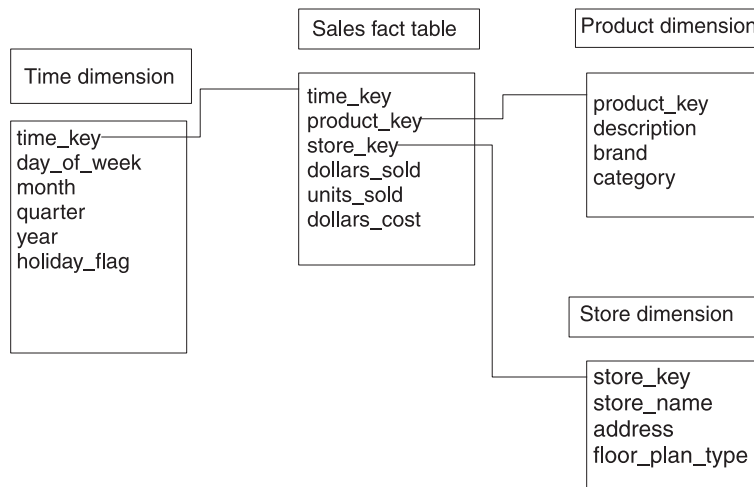 Time dimension
time_key
day_of_week
month
quarter
year
holiday_flag
Sales fact table
time_key
product_key
store_key
dollars_sold
units_sold
dollars_cost
Product dimension
product_key
description
brand
category
Store dimension
store_key
store_name
address
floor_plan_type